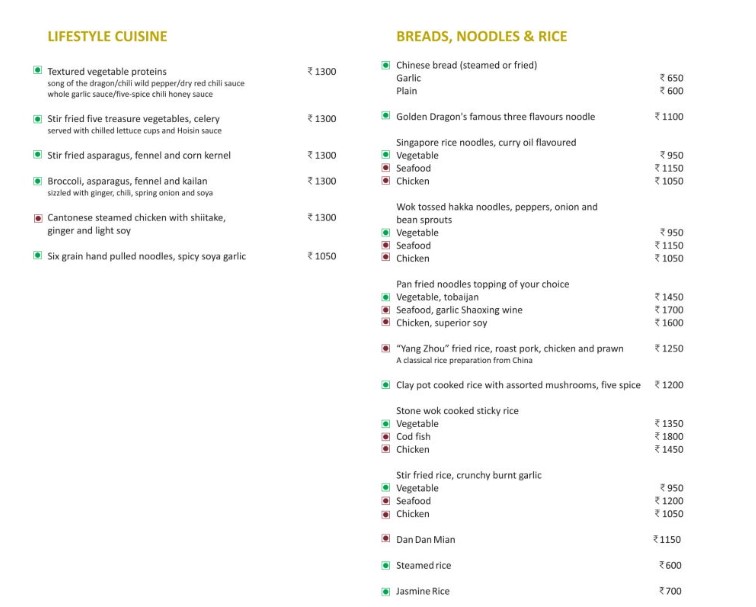 LIFESTYLE CUISINE
Textured vegetable proteins ₹ 1300
song of the dragon/chili wild pepper/dry red chili sauce
whole garlic sauce/five-spice chili honey sauce
Stir fried five treasure vegetables, celery ₹ 1300
served with chilled lettuce cups and Hoisin sauce
Stir fried asparagus, fennel and corn kernel ₹ 1300
Broccoli, asparagus, fennel and kailan ₹ 1300
sizzled with ginger, chili, spring onion and soya
Cantonese steamed chicken with shiitake, ₹ 1300
ginger and light soy
Six grain hand pulled noodles, spicy soya garlic ₹ 1050
BREADS, NOODLES & RICE
Chinese bread (steamed or fried)
Garlic ₹ 650
Plain ₹ 600
Golden Dragon's famous three flavours noodle ₹ 1100
Singapore rice noodles, curry oil flavoured
Vegetable ₹ 950
Seafood ₹ 1150
Chicken ₹ 1050
Wok tossed hakka noodles, peppers, onion and
bean sprouts
Vegetable ₹ 950
Seafood ₹ 1150
Chicken ₹ 1050
Pan fried noodles topping of your choice
Vegetable, tobaijan ₹ 1450
Seafood, garlic Shaoxing wine ₹ 1700
Chicken, superior soy ₹ 1600
“Yang Zhou” fried rice, roast pork, chicken and prawn ₹ 1250
A classical rice preparation from China
Clay pot cooked rice with assorted mushrooms, five spice ₹ 1200
Stone wok cooked sticky rice
Vegetable ₹ 1350
Cod fish ₹ 1800
Chicken ₹ 1450
Stir fried rice, crunchy burnt garlic
Vegetable ₹ 950
Seafood ₹ 1200
Chicken ₹ 1050
Dan Dan Mian ₹ 1150
Steamed rice ₹ 600
Jasmine Rice ₹ 700